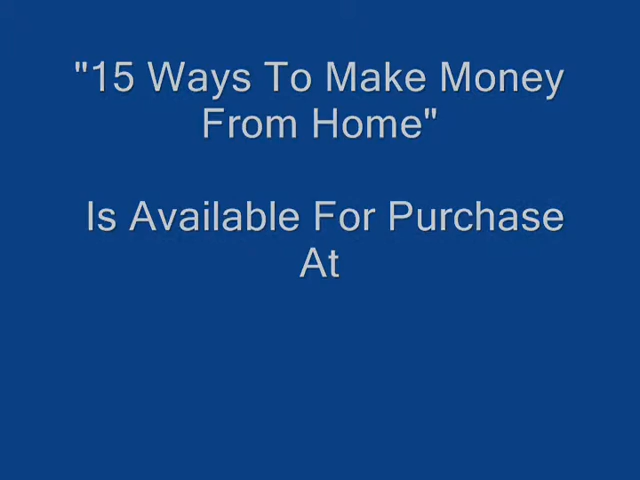 "15 Ways To Make Money
From Home"
Is Available For Purchase
At